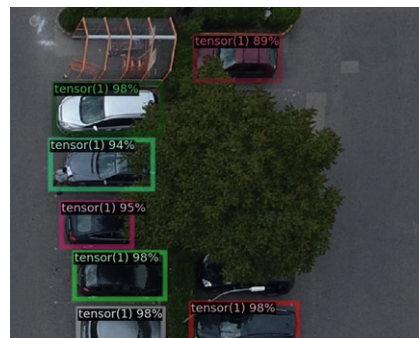 tensor(1) 89%
tensor(1) 98%
tensor(1) 94%
tensor(1) 95%
tensor(1) 98%
tensor(1) 98%
tensor(1) 98%